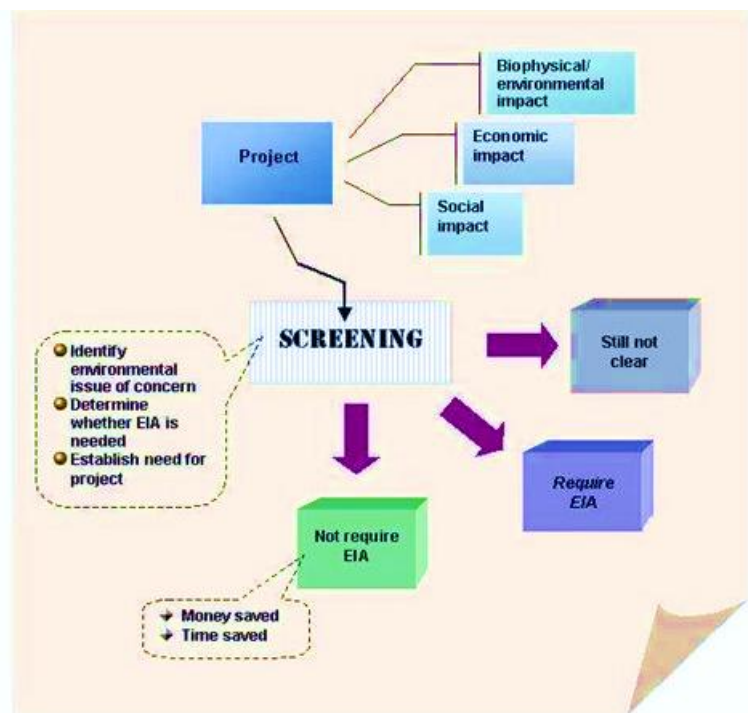 Biophysical/
environmental
impact
Project
Economic
impact
Social
impact
SCREENING
Identify
environmental
issue of concern
Determine
whether EIA is
needed
Establish need for
project
Still not
clear
Require
EIA
Not require
EIA
Money saved
Time saved